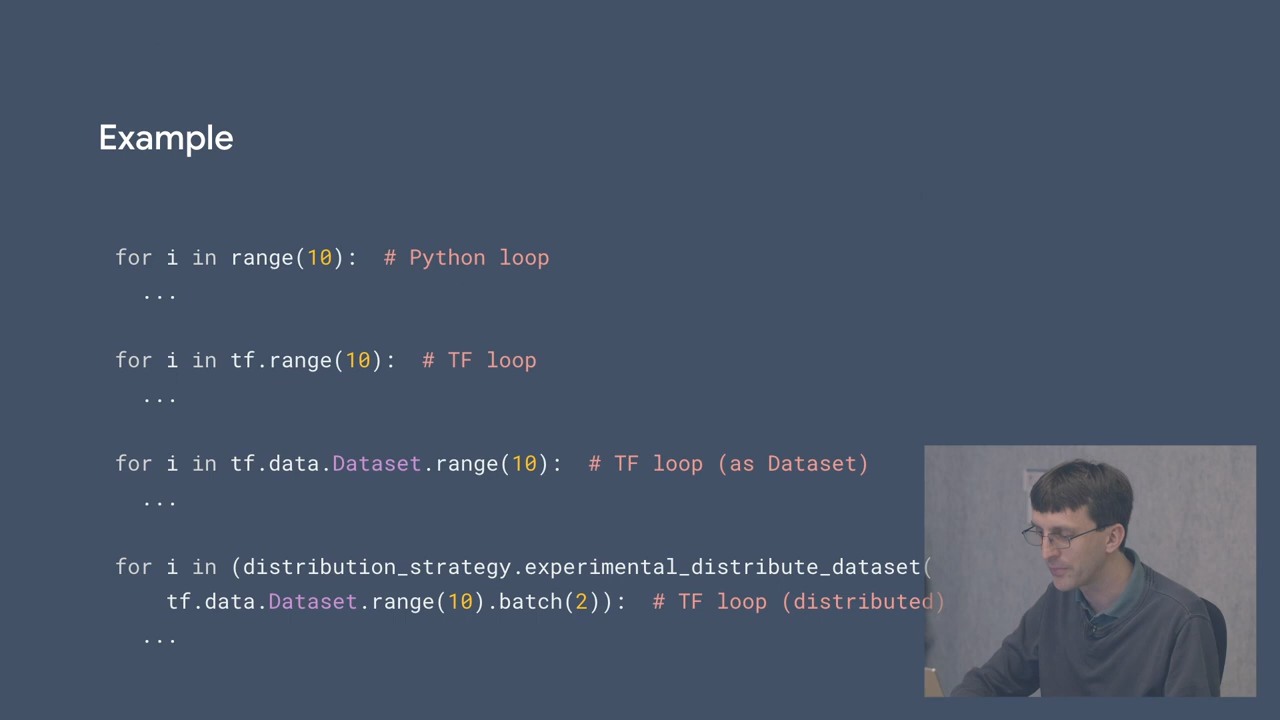 Example
for i in range(10):  # Python loop
...
for i in tf.range(10):  # TF loop
...
for i in tf.data.Dataset.range(10):  # TF loop (as Dataset)
...
for i in (distribution_strategy.experimental_distribute_dataset(
tf.data.Dataset.range(10).batch(2)):  # TF loop (distributed)
...